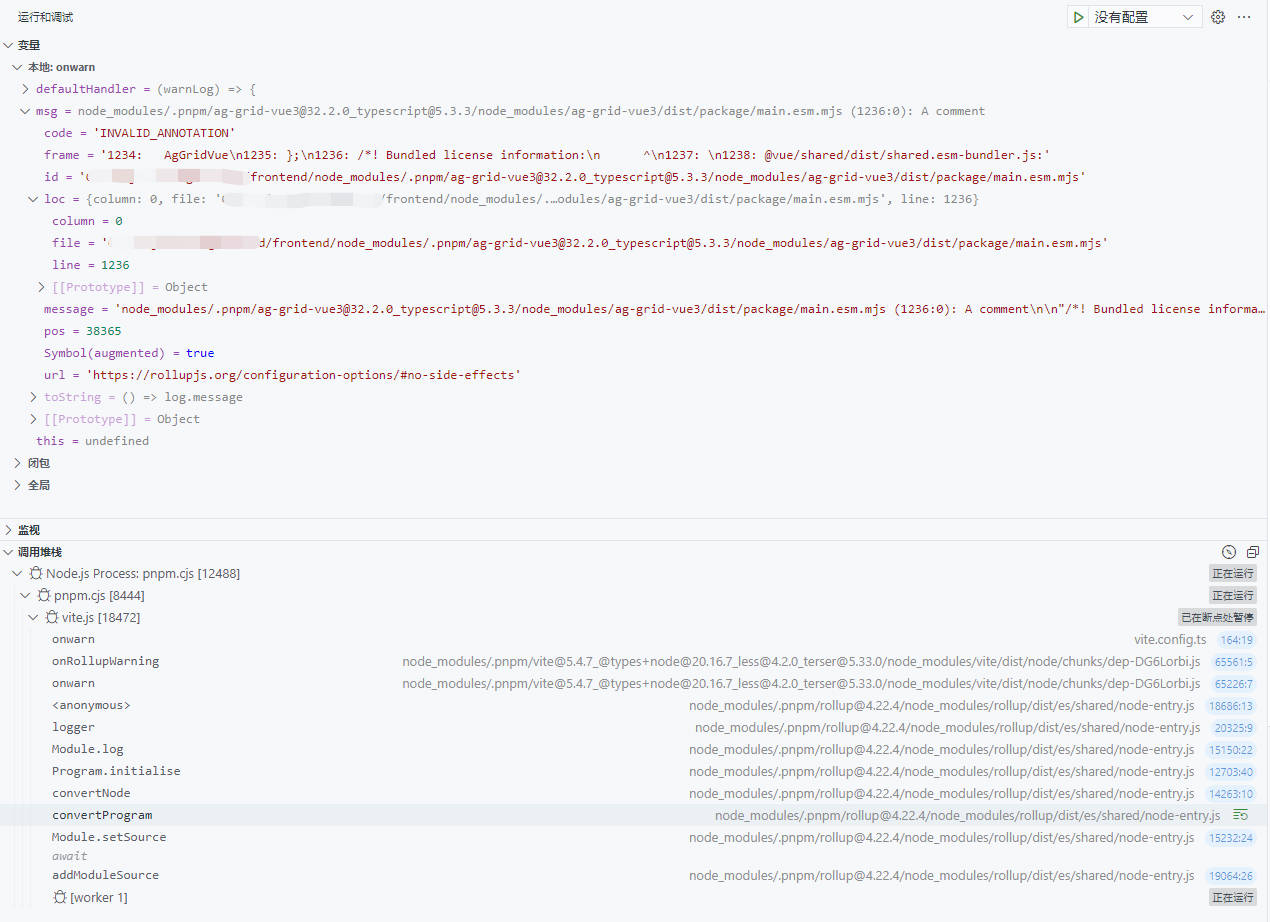 运行和调试
没有配置
变量
本地: onwarn
defaultHandler = (warnLog) => {
msg = node_modules/.pnpm/ag-grid-vue3@32.2.0_typescript@5.3.3/node_modules/ag-grid-vue3/dist/package/main.esm.mjs (1236:0): A comment
code = 'INVALID_ANNOTATION'
frame = '1234:   AgGridVue\n1235: };\n1236: /*! Bundled license information:\n      ^\n1237: \n1238: @vue/shared/dist/shared.esm-bundler.js:'
id = '/frontend/node_modules/.pnpm/ag-grid-vue3@32.2.0_typescript@5.3.3/node_modules/ag-grid-vue3/dist/package/main.esm.mjs'
loc = {column: 0, file: '/frontend/node_modules/.…odules/ag-grid-vue3/dist/package/main.esm.mjs', line: 1236}
column = 0
file = 'd/frontend/node_modules/.pnpm/ag-grid-vue3@32.2.0_typescript@5.3.3/node_modules/ag-grid-vue3/dist/package/main.esm.mjs'
line = 1236
[[Prototype]] = Object
message = 'node_modules/.pnpm/ag-grid-vue3@32.2.0_typescript@5.3.3/node_modules/ag-grid-vue3/dist/package/main.esm.mjs (1236:0): A comment\n\n"/*! Bundled license informa…
pos = 38365
Symbol(augmented) = true
url = 'https://rollupjs.org/configuration-options/#no-side-effects'
toString = () => log.message
[[Prototype]] = Object
this = undefined
闭包
全局
监视
调用堆栈
Node.js Process: pnpm.cjs [12488] 正在运行
pnpm.cjs [8444] 正在运行
vite.js [18472] 已在断点处暂停
onwarn vite.config.ts 164:19
onRollupWarning node_modules/.pnpm/vite@5.4.7_@types+node@20.16.7_less@4.2.0_terser@5.33.0/node_modules/vite/dist/node/chunks/dep-DG6Lorbi.js 65561:5
onwarn node_modules/.pnpm/vite@5.4.7_@types+node@20.16.7_less@4.2.0_terser@5.33.0/node_modules/vite/dist/node/chunks/dep-DG6Lorbi.js 65226:7
<anonymous> node_modules/.pnpm/rollup@4.22.4/node_modules/rollup/dist/es/shared/node-entry.js 18686:13
logger node_modules/.pnpm/rollup@4.22.4/node_modules/rollup/dist/es/shared/node-entry.js 20325:9
Module.log node_modules/.pnpm/rollup@4.22.4/node_modules/rollup/dist/es/shared/node-entry.js 15150:22
Program.initialise node_modules/.pnpm/rollup@4.22.4/node_modules/rollup/dist/es/shared/node-entry.js 12703:40
convertNode node_modules/.pnpm/rollup@4.22.4/node_modules/rollup/dist/es/shared/node-entry.js 14263:10
convertProgram node_modules/.pnpm/rollup@4.22.4/node_modules/rollup/dist/es/shared/node-entry.js
Module.setSource node_modules/.pnpm/rollup@4.22.4/node_modules/rollup/dist/es/shared/node-entry.js 15232:24
await
addModuleSource node_modules/.pnpm/rollup@4.22.4/node_modules/rollup/dist/es/shared/node-entry.js 19064:26
[worker 1] 正在运行